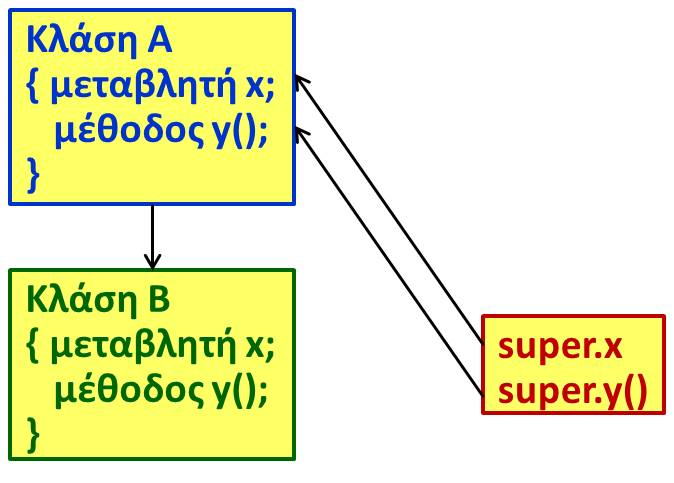 Κλάση Α
{ μεταβλητή x;
μέθοδος y();
}
Κλάση Β
{ μεταβλητή x;
μέθοδος y();
}
super.x
super.y()